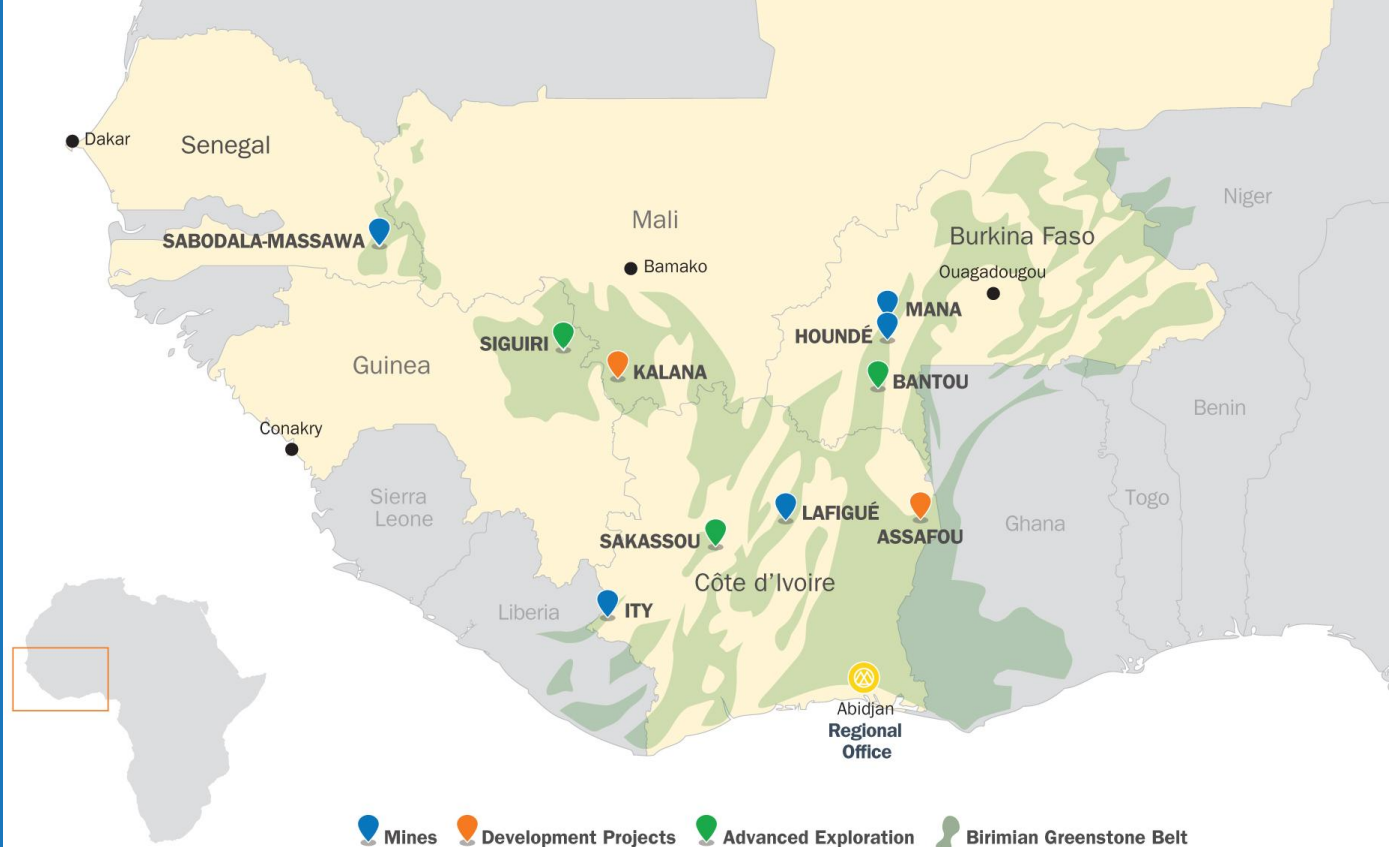 Dakar
Senegal
Niger
Mali
SABODALA-MASSAWA
Burkina Faso
Bamako
Ouagadougou
MANA
HOUNDÉ
SIGUIRI
Guinea
KALANA
BANTOU
Benin
Conakry
Sierra
Leone
Togo
LAFIGUÉ
Ghana
ASSAFOU
SAKASSOU
Côte d'Ivoire
Liberia
ITY
Abidjan
Regional
Office
Mines
Development Projects
Advanced Exploration
Birimian Greenstone Belt